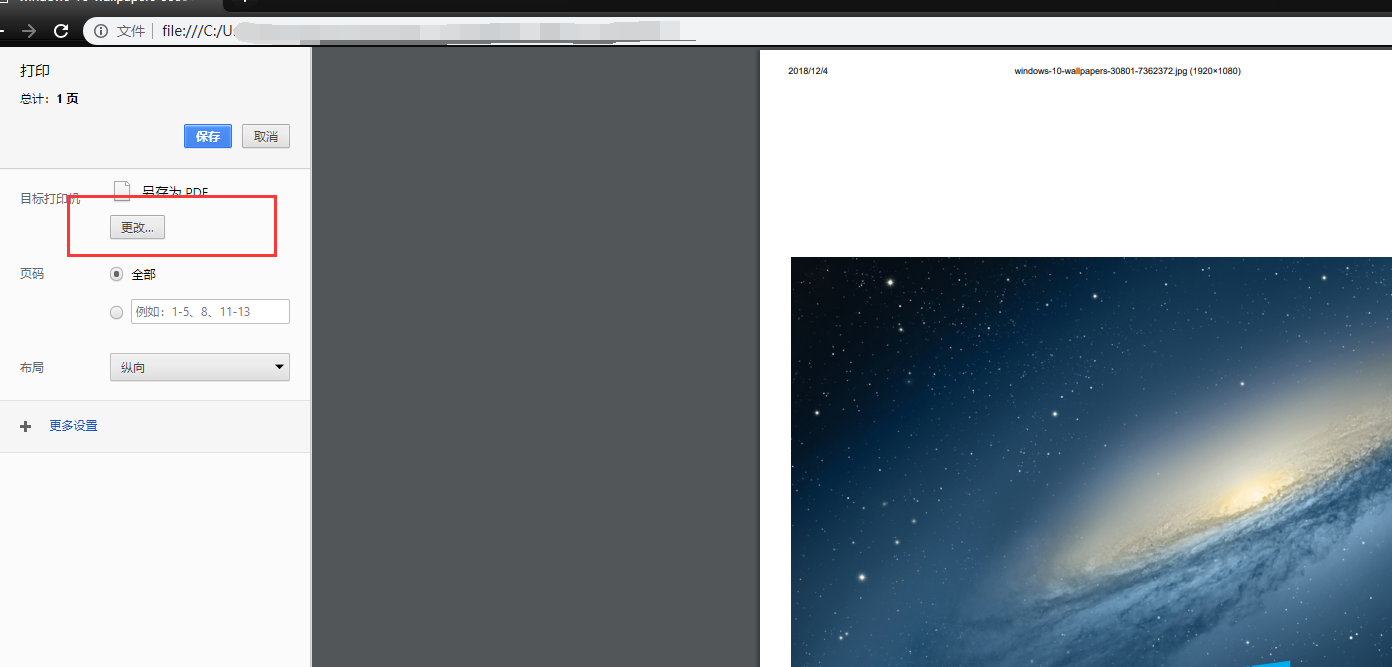 文件 file:///C:/U
打印
总计：1 页
保存 取消
目标打印机 另存为 PDF
更改...
页码 全部
例如：1-5、8、11-13
布局 纵向
更多设置
2018/12/4 windows-10-wallpapers-30801-7362372.jpg (1920×1080)